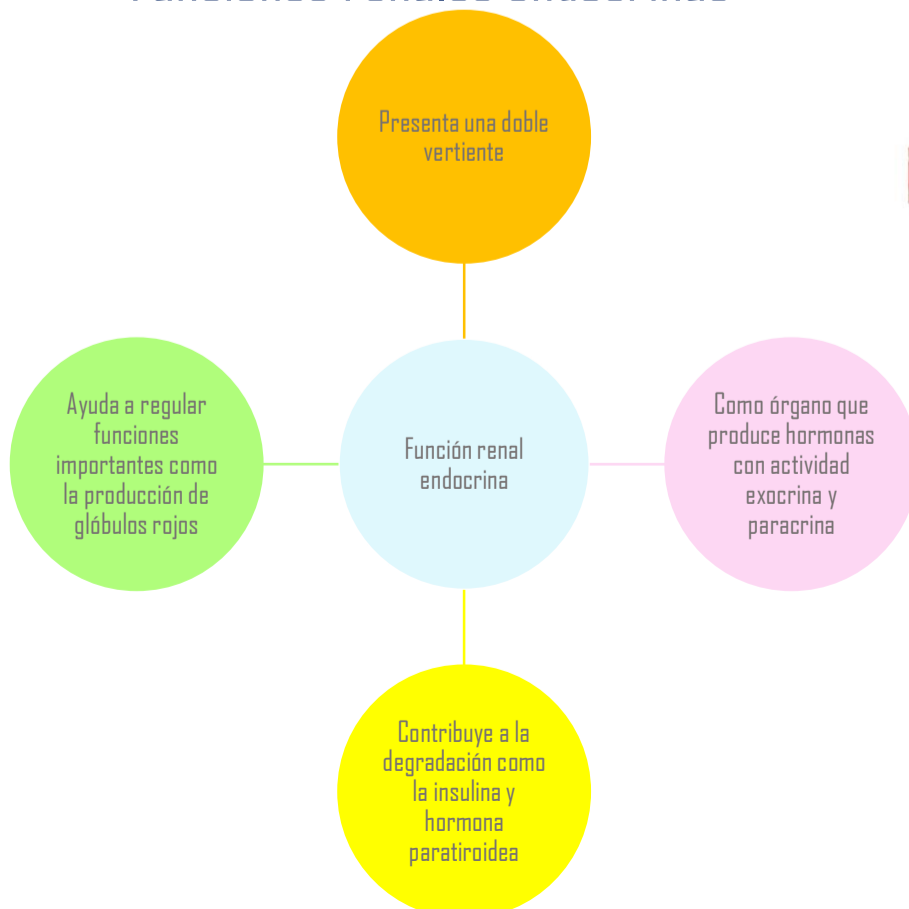 Presenta una doble
vertiente
Ayuda a regular
funciones
importantes como
la producción de
glóbulos rojos
Función renal
endocrina
Como órgano que
produce hormonas
con actividad
exocrina y
paracrina
Contribuye a la
degradación como
la insulina y
hormona
paratiroidea